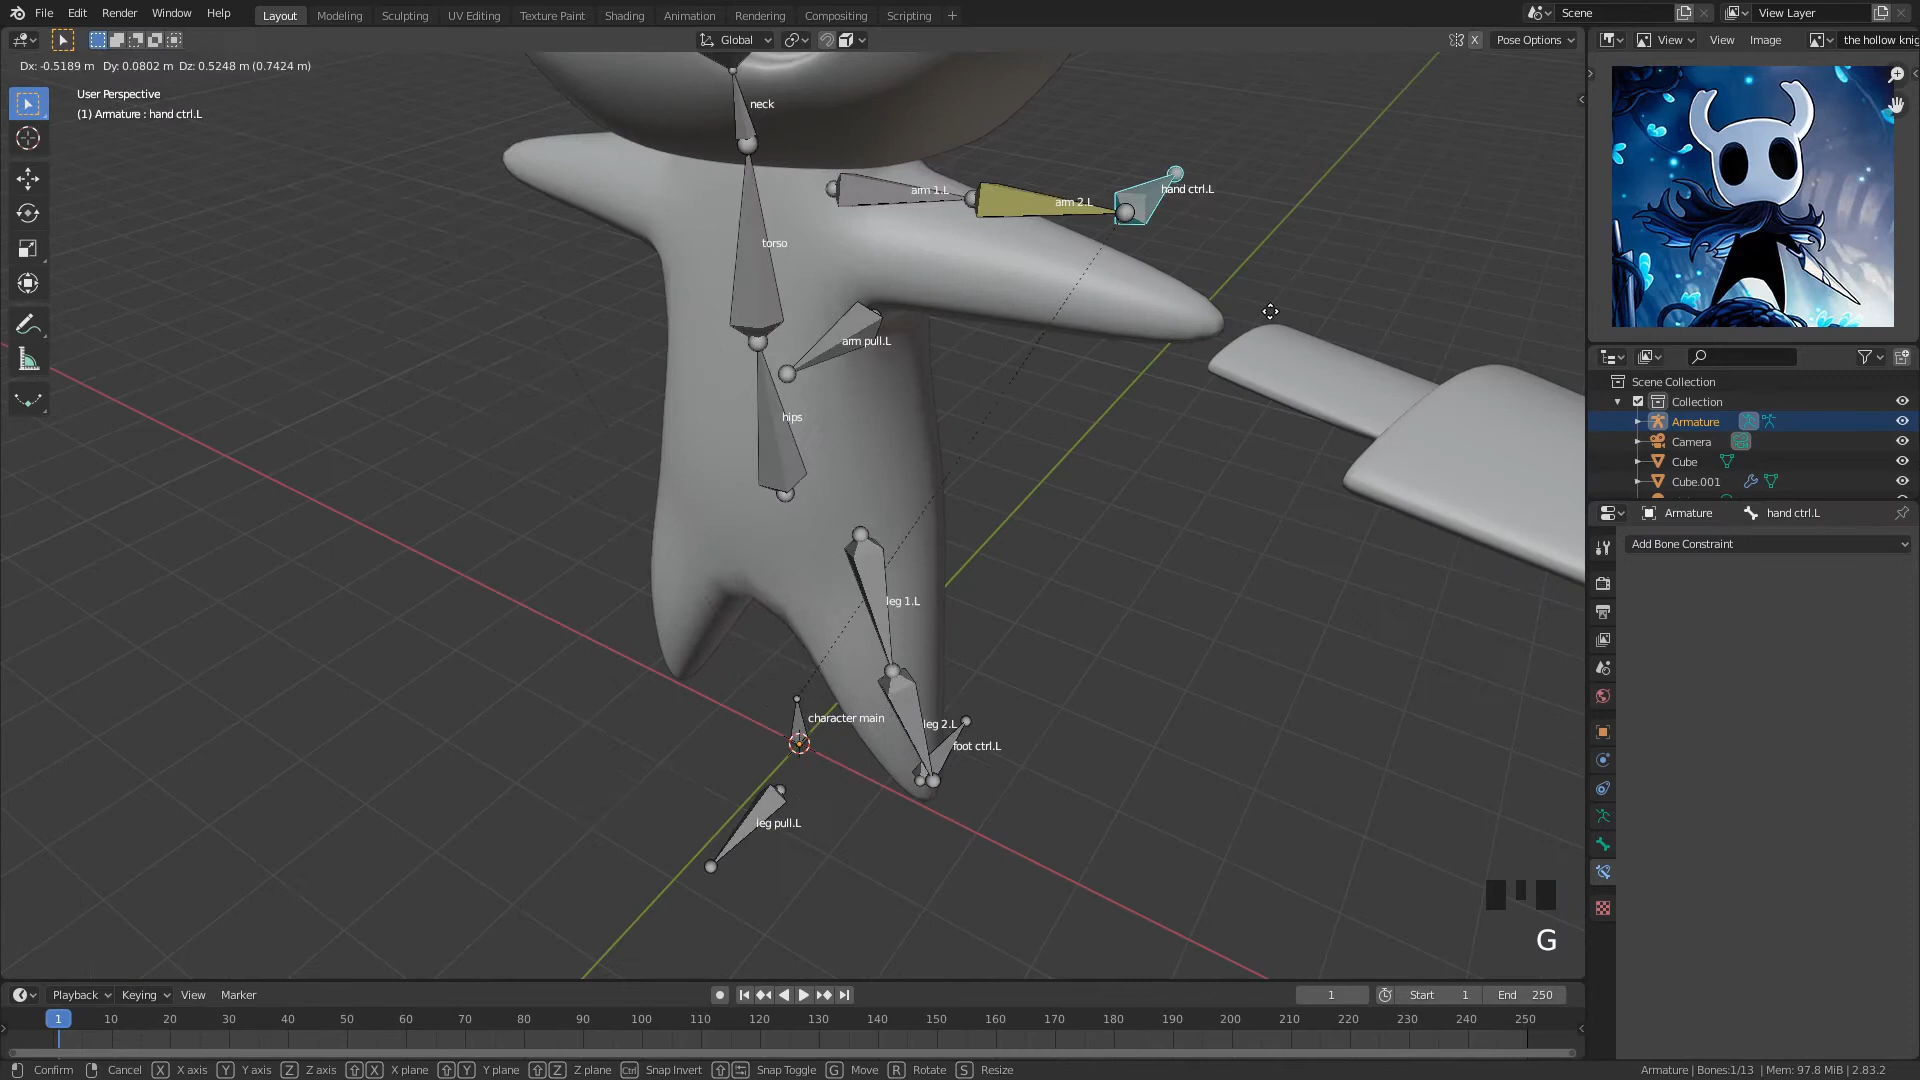 File Edit Render Window Help Layout Modeling Sculpting UV Editing Texture Paint Shading Animation Rendering Compositing Scripting + Scene View Layer
Global X Pose Options View View Image the hollow knig
Dx: -0.5189 m Dy: 0.0802 m Dz: 0.5248 m (0.7424 m)
User Perspective
(1) Armature : hand ctrl.L
neck
hand ctrl.L
arm 1.L
arm 2.L
torso
arm pull.L
hips
leg 1.L
character main
leg 2.L
foot ctrl.L
leg pull.L
G
Scene Collection
Collection
Armature
Camera
Cube
Cube.001
Armature hand ctrl.L
Add Bone Constraint
Playback Keying View Marker 1 Start 1 End 250
1 10 20 30 40 50 60 70 80 90 100 110 120 130 140 150 160 170 180 190 200 210 220 230 240 250
Confirm Cancel X X axis Y Y axis Z Z axis X X plane Y Y plane Z Z plane Ctrl Snap Invert Snap Toggle G Move R Rotate S Resize Armature | Bones:1/13 | Mem: 97.8 MiB | 2.83.2